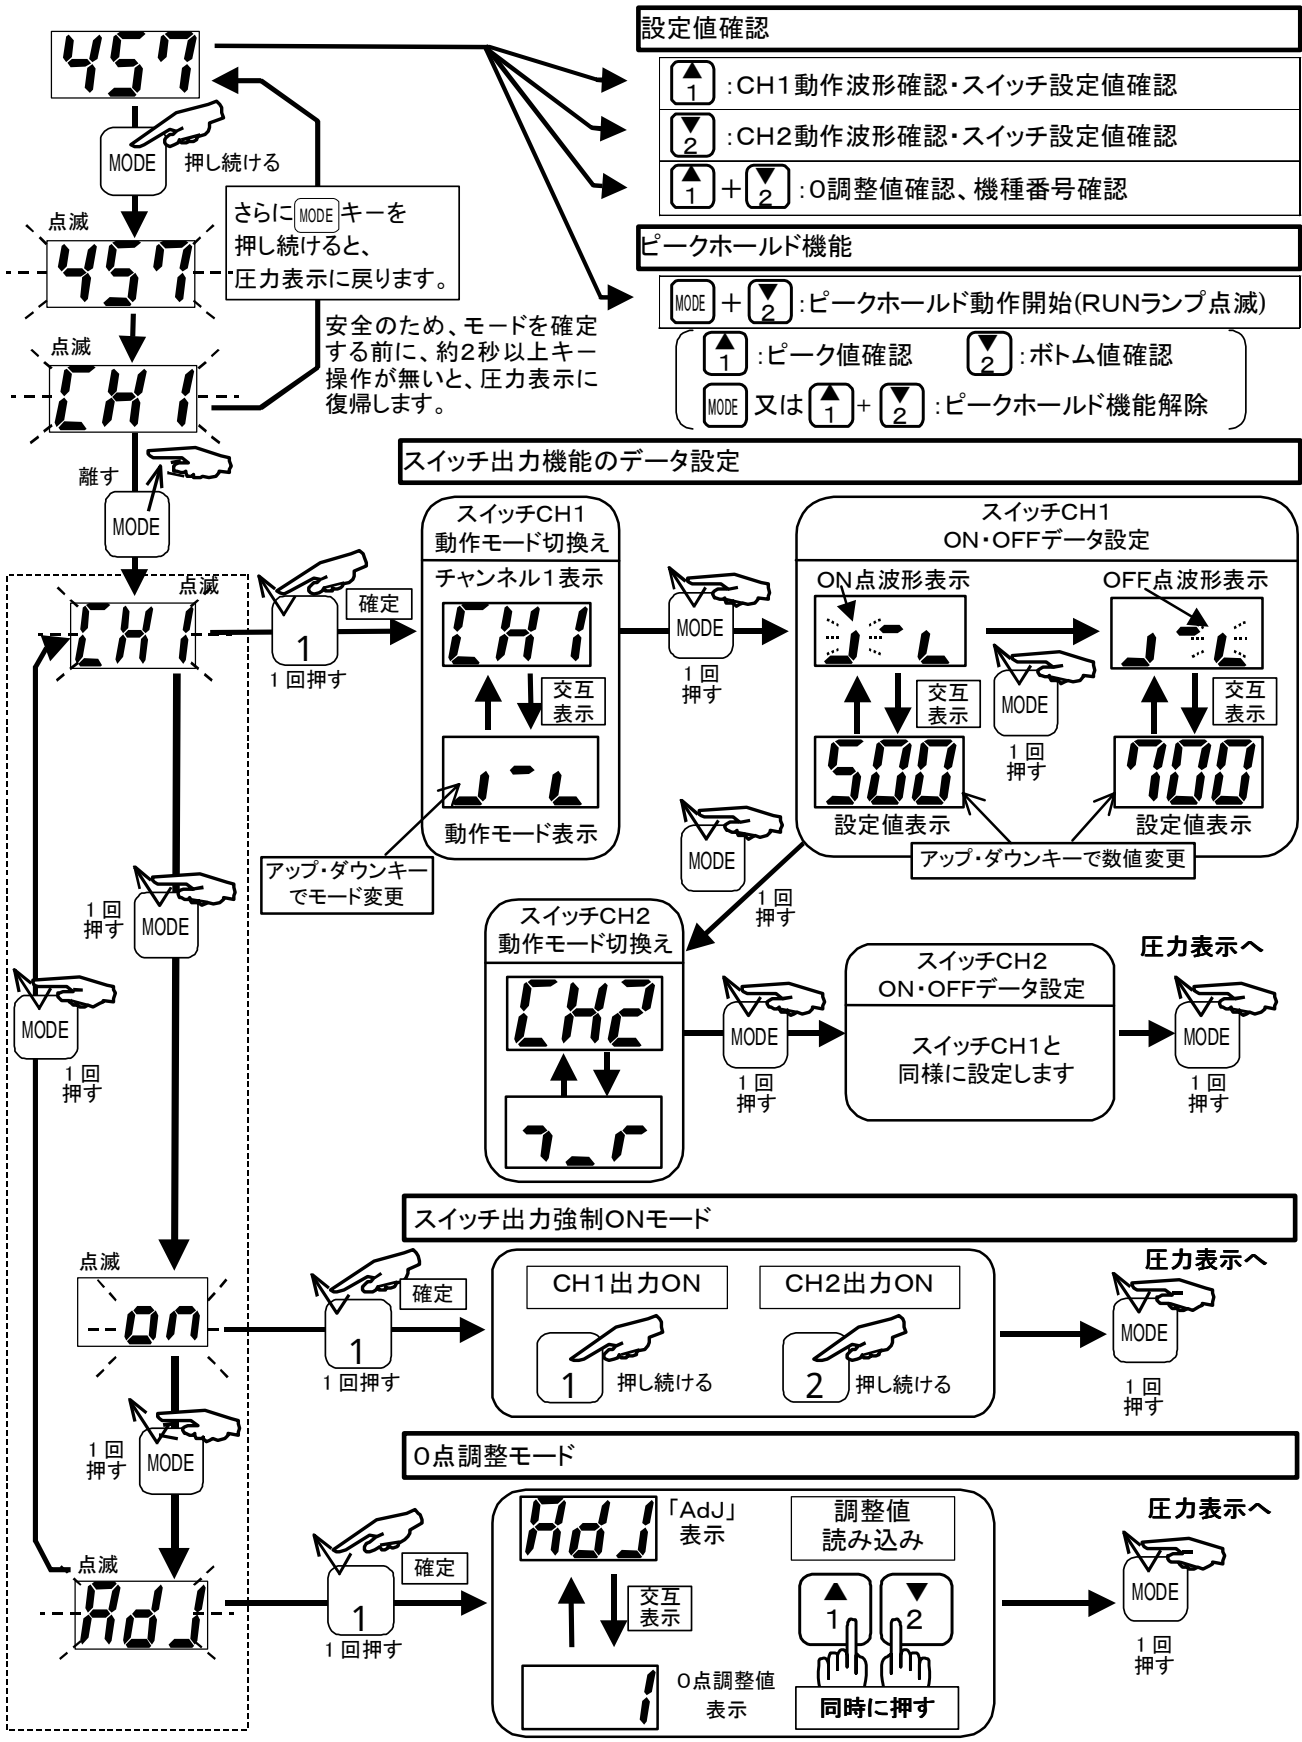 設定値確認
457
▲1:CH1動作波形確認・スイッチ設定値確認
▼2:CH2動作波形確認・スイッチ設定値確認
▲1+▼2:0調整値確認、機種番号確認
MODE
押し続ける
点滅
457
さらにMODEキーを
押し続けると、
圧力表示に戻ります。
ピークホールド機能
MODE+▼2:ピークホールド動作開始(RUNランプ点滅)
▲1:ピーク値確認 ▼2:ボトム値確認
MODE又は▲1+▼2:ピークホールド機能解除
点滅
CH1
安全のため、モードを確定
する前に、約2秒以上キー
操作が無いと、圧力表示に
復帰します。
離す
MODE
スイッチ出力機能のデータ設定
点滅
CH1
1
1回押す
確定
スイッチCH1
動作モード切換え
チャンネル1表示
CH1
交互
表示
動作モード表示
アップ・ダウンキー
でモード変更
MODE
1回
押す
スイッチCH1
ON・OFFデータ設定
ON点波形表示
OFF点波形表示
交互
表示
MODE
1回
押す
交互
表示
500
700
設定値表示
設定値表示
アップ・ダウンキーで数値変更
MODE
1回
押す
スイッチCH2
動作モード切換え
CH2
MODE
1回
押す
スイッチCH2
ON・OFFデータ設定
スイッチCH1と
同様に設定します
圧力表示へ
MODE
1回
押す
1回
押す
MODE
MODE
1回
押す
スイッチ出力強制ONモード
点滅
on
1
1回押す
確定
CH1出力ON
CH2出力ON
1
押し続ける
2
押し続ける
圧力表示へ
MODE
1回
押す
1回
押す
MODE
0点調整モード
点滅
AdJ
1
1回押す
確定
AdJ
「AdJ」
表示
交互
表示
1
0点調整値
表示
調整値
読み込み
▲
1
▼
2
同時に押す
圧力表示へ
MODE
1回
押す